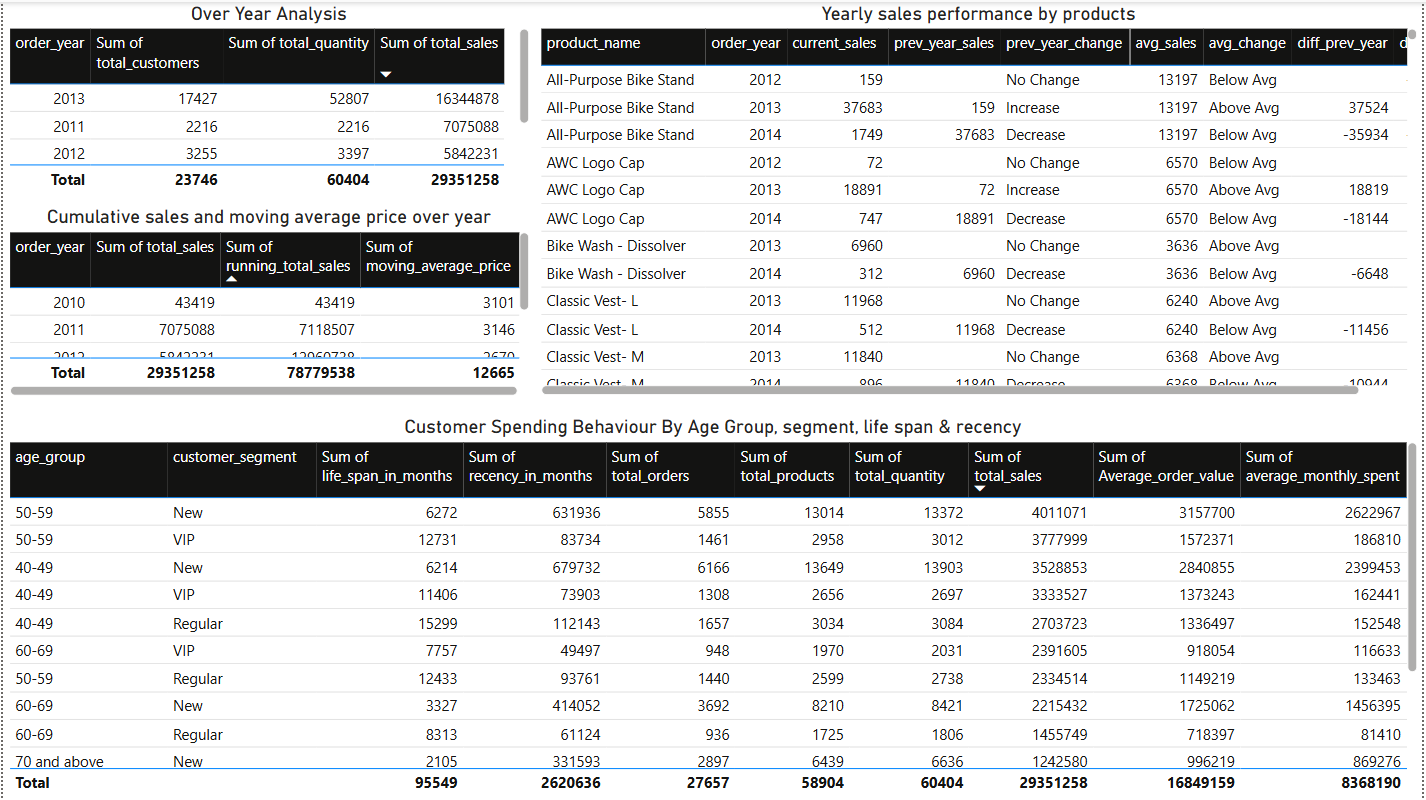 Over Year Analysis
order_year Sum of total_customers Sum of total_quantity Sum of total_sales
2013 17427 52807 16344878
2011 2216 2216 7075088
2012 3255 3397 5842231
Total 23746 60404 29351258
Cumulative sales and moving average price over year
order_year Sum of total_sales Sum of running_total_sales Sum of moving_average_price
2010 43419 43419 3101
2011 7075088 7118507 3146
2012 5842231 12960738 2670
Total 29351258 78779538 12665
Yearly sales performance by products
product_name order_year current_sales prev_year_sales prev_year_change avg_sales avg_change diff_prev_year d
All-Purpose Bike Stand 2012 159 No Change 13197 Below Avg
All-Purpose Bike Stand 2013 37683 159 Increase 13197 Above Avg 37524
All-Purpose Bike Stand 2014 1749 37683 Decrease 13197 Below Avg -35934
AWC Logo Cap 2012 72 No Change 6570 Below Avg
AWC Logo Cap 2013 18891 72 Increase 6570 Above Avg 18819
AWC Logo Cap 2014 747 18891 Decrease 6570 Below Avg -18144
Bike Wash - Dissolver 2013 6960 No Change 3636 Above Avg
Bike Wash - Dissolver 2014 312 6960 Decrease 3636 Below Avg -6648
Classic Vest- L 2013 11968 No Change 6240 Above Avg
Classic Vest- L 2014 512 11968 Decrease 6240 Below Avg -11456
Classic Vest- M 2013 11840 No Change 6368 Above Avg
Classic Vest- M 2014 896 11840 Decrease 6368 Below Avg -10944
Customer Spending Behaviour By Age Group, segment, life span & recency
age_group customer_segment Sum of life_span_in_months Sum of recency_in_months Sum of total_orders Sum of total_products Sum of total_quantity Sum of total_sales Sum of Average_order_value Sum of average_monthly_spent
50-59 New 6272 631936 5855 13014 13372 4011071 3157700 2622967
50-59 VIP 12731 83734 1461 2958 3012 3777999 1572371 186810
40-49 New 6214 679732 6166 13649 13903 3528853 2840855 2399453
40-49 VIP 11406 73903 1308 2656 2697 3333527 1373243 162441
40-49 Regular 15299 112143 1657 3034 3084 2703723 1336497 152548
60-69 VIP 7757 49497 948 1970 2031 2391605 918054 116633
50-59 Regular 12433 93761 1440 2599 2738 2334514 1149219 133463
60-69 New 3327 414052 3692 8210 8421 2215432 1725062 1456395
60-69 Regular 8313 61124 936 1725 1806 1455749 718397 81410
70 and above New 2105 331593 2897 6439 6636 1242580 996219 869276
Total 95549 2620636 27657 58904 60404 29351258 16849159 8368190